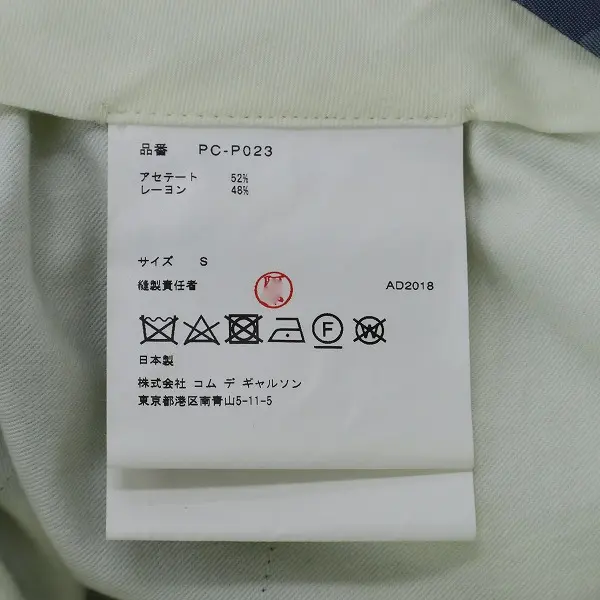 品番 PC-P023
アセテート 52%
レーヨン 48%
サイズ S
縫製責任者 AD2018
F W
日本製
株式会社 コム デ ギャルソン
東京都港区南青山5-11-5